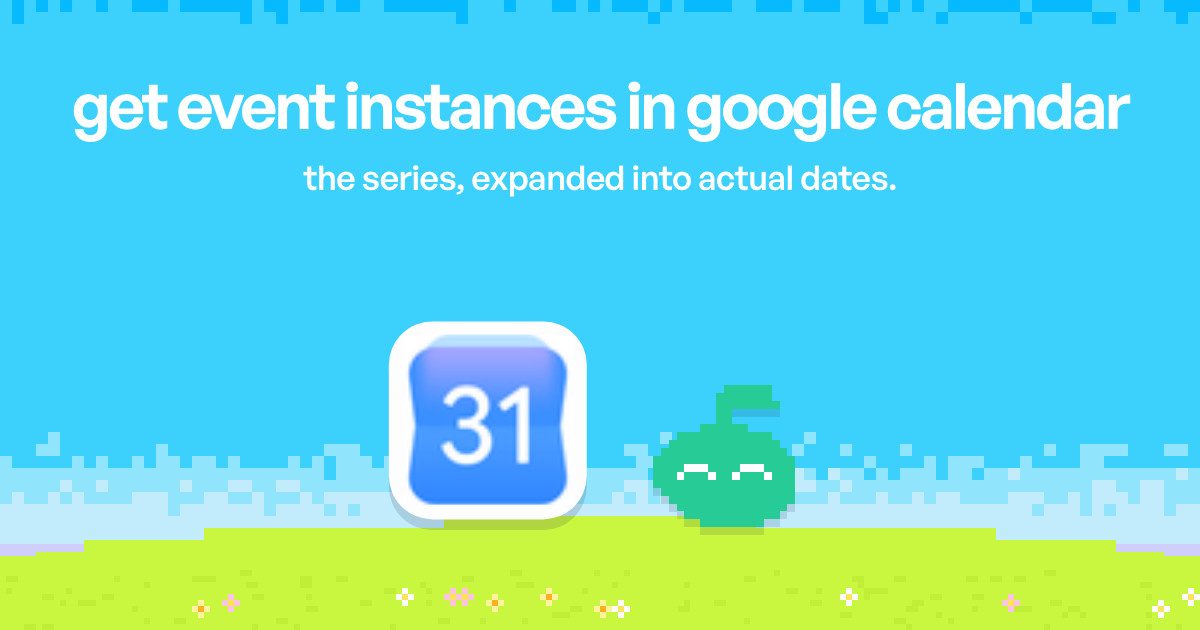 get event instances in google calendar
the series, expanded into actual dates.
31